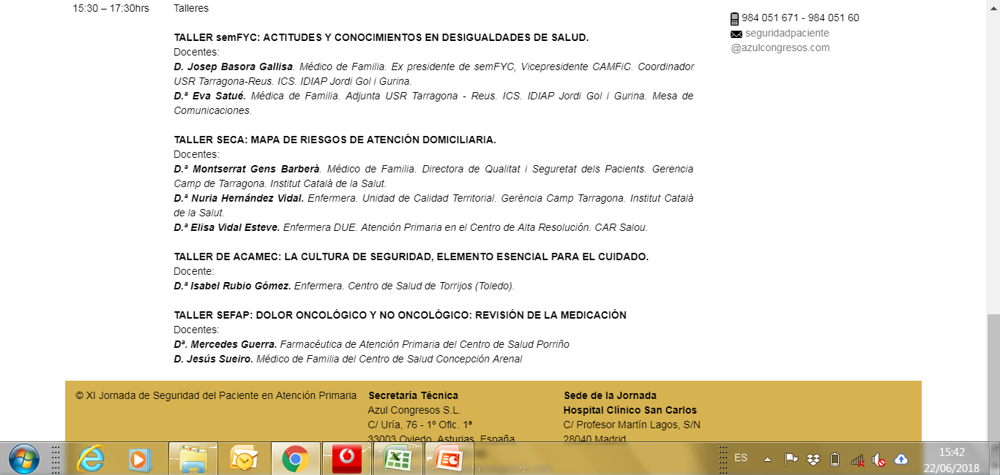 15:30 – 17:30hrs Talleres
TALLER semFYC: ACTITUDES Y CONOCIMIENTOS EN DESIGUALDADES DE SALUD.
Docentes:
D. Josep Basora Gallisa. Médico de Familia. Ex presidente de semFYC, Vicepresidente CAMFiC. Coordinador
USR Tarragona-Reus. ICS. IDIAP Jordi Gol i Gurina.
D.ª Eva Satué. Médica de Familia. Adjunta USR Tarragona - Reus. ICS. IDIAP Jordi Gol i Gurina. Mesa de
Comunicaciones.
TALLER SECA: MAPA DE RIESGOS DE ATENCIÓN DOMICILIARIA.
Docentes:
D.ª Montserrat Gens Barberà. Médico de Familia. Directora de Qualitat i Seguretat dels Pacients. Gerencia
Camp de Tarragona. Institut Català de la Salut.
D.ª Nuria Hernández Vidal. Enfermera. Unidad de Calidad Territorial. Gerència Camp Tarragona. Institut Català
de la Salut.
D.ª Elisa Vidal Esteve. Enfermera DUE. Atención Primaria en el Centro de Alta Resolución. CAR Salou.
TALLER DE ACAMEC: LA CULTURA DE SEGURIDAD, ELEMENTO ESENCIAL PARA EL CUIDADO.
Docente:
D.ª Isabel Rubio Gómez. Enfermera. Centro de Salud de Torrijos (Toledo).
TALLER SEFAP: DOLOR ONCOLÓGICO Y NO ONCOLÓGICO: REVISIÓN DE LA MEDICACIÓN
Docentes:
Dª. Mercedes Guerra. Farmacéutica de Atención Primaria del Centro de Salud Porriño
D. Jesús Sueiro. Médico de Familia del Centro de Salud Concepción Arenal
984 051 671 - 984 051 60
seguridadpaciente
@azulcongresos.com
© XI Jornada de Seguridad del Paciente en Atención Primaria
Secretaría Técnica
Azul Congresos S.L.
C/ Uría, 76 - 1º Ofic. 1ª
33003 Oviedo, Asturias, España
Sede de la Jornada
Hospital Clínico San Carlos
C/ Profesor Martín Lagos, S/N
28040 Madrid
ES
15:42
22/06/2018